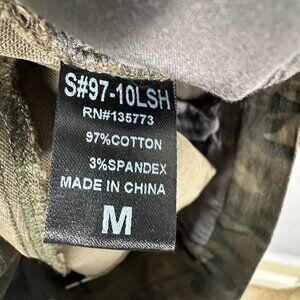 S#97-10LSH
RN#135773
97%COTTON
3%SPANDEX
MADE IN CHINA
M